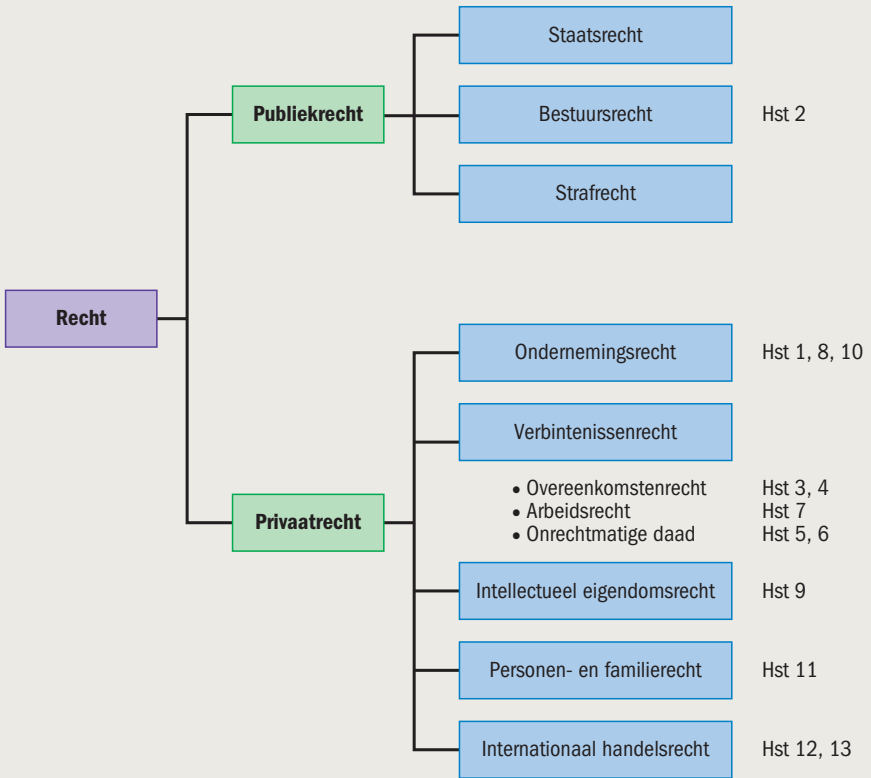 Staatsrecht
Publiekrecht
Bestuursrecht Hst 2
Strafrecht
Recht
Ondernemingsrecht Hst 1, 8, 10
Verbintenissenrecht
• Overeenkomstenrecht Hst 3, 4
• Arbeidsrecht Hst 7
• Onrechtmatige daad Hst 5, 6
Privaatrecht
Intellectueel eigendomsrecht Hst 9
Personen- en familierecht Hst 11
Internationaal handelsrecht Hst 12, 13